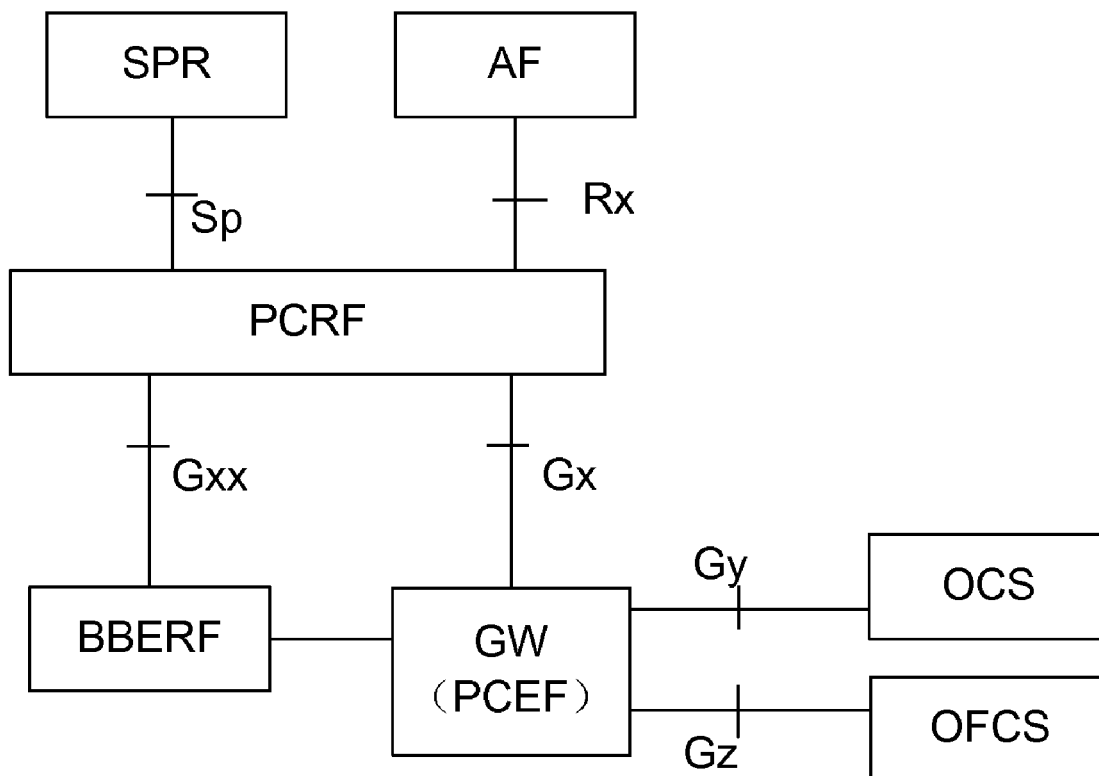 SPR
AF
Sp
Rx
PCRF
Gxx
Gx
Gy
OCS
BBERF
GW
（PCEF）
Gz
OFCS